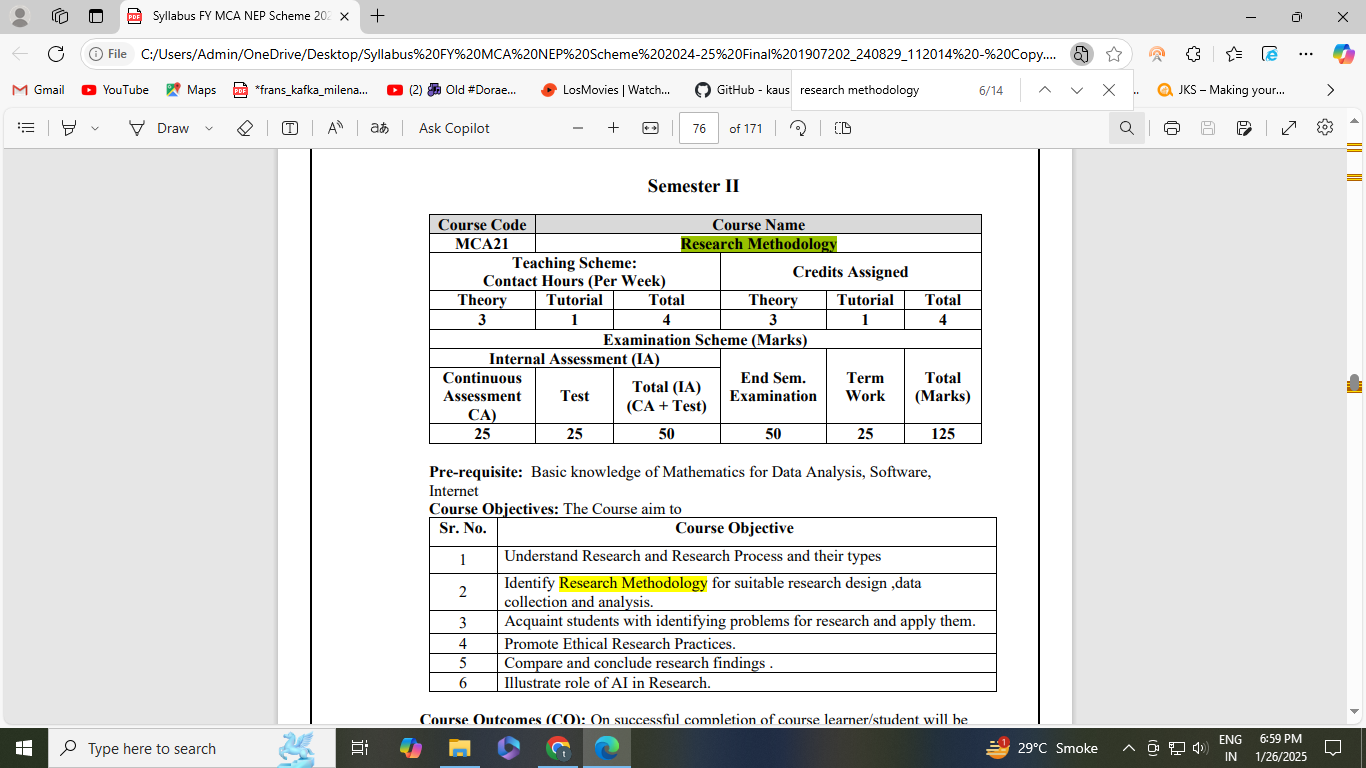 Syllabus FY MCA NEP Scheme 202
File
C:/Users/Admin/OneDrive/Desktop/Syllabus%20FY%20MCA%20NEP%20Scheme%202024-25%20Final%201907202_240829_112014%20-%20Copy....
Gmail YouTube Maps *frans_kafka_milena... (2) Old #Dorae... LosMovies | Watch... GitHub - kaus JKS – Making your...
research methodology 6/14
Draw Ask Copilot 76 of 171
Semester II
Course Code Course Name
MCA21 Research Methodology
Teaching Scheme:
Contact Hours (Per Week) Credits Assigned
Theory Tutorial Total Theory Tutorial Total
3 1 4 3 1 4
Examination Scheme (Marks)
Internal Assessment (IA)
Continuous
Assessment
CA) Test Total (IA)
(CA + Test) End Sem.
Examination Term
Work Total
(Marks)
25 25 50 50 25 125
Pre-requisite: Basic knowledge of Mathematics for Data Analysis, Software,
Internet
Course Objectives: The Course aim to
Sr. No. Course Objective
1 Understand Research and Research Process and their types
2 Identify Research Methodology for suitable research design ,data
collection and analysis.
3 Acquaint students with identifying problems for research and apply them.
4 Promote Ethical Research Practices.
5 Compare and conclude research findings .
6 Illustrate role of AI in Research.
Course Outcomes (CO): On successful completion of course learner/student will be
Type here to search
29°C Smoke
ENG
IN
6:59 PM
1/26/2025